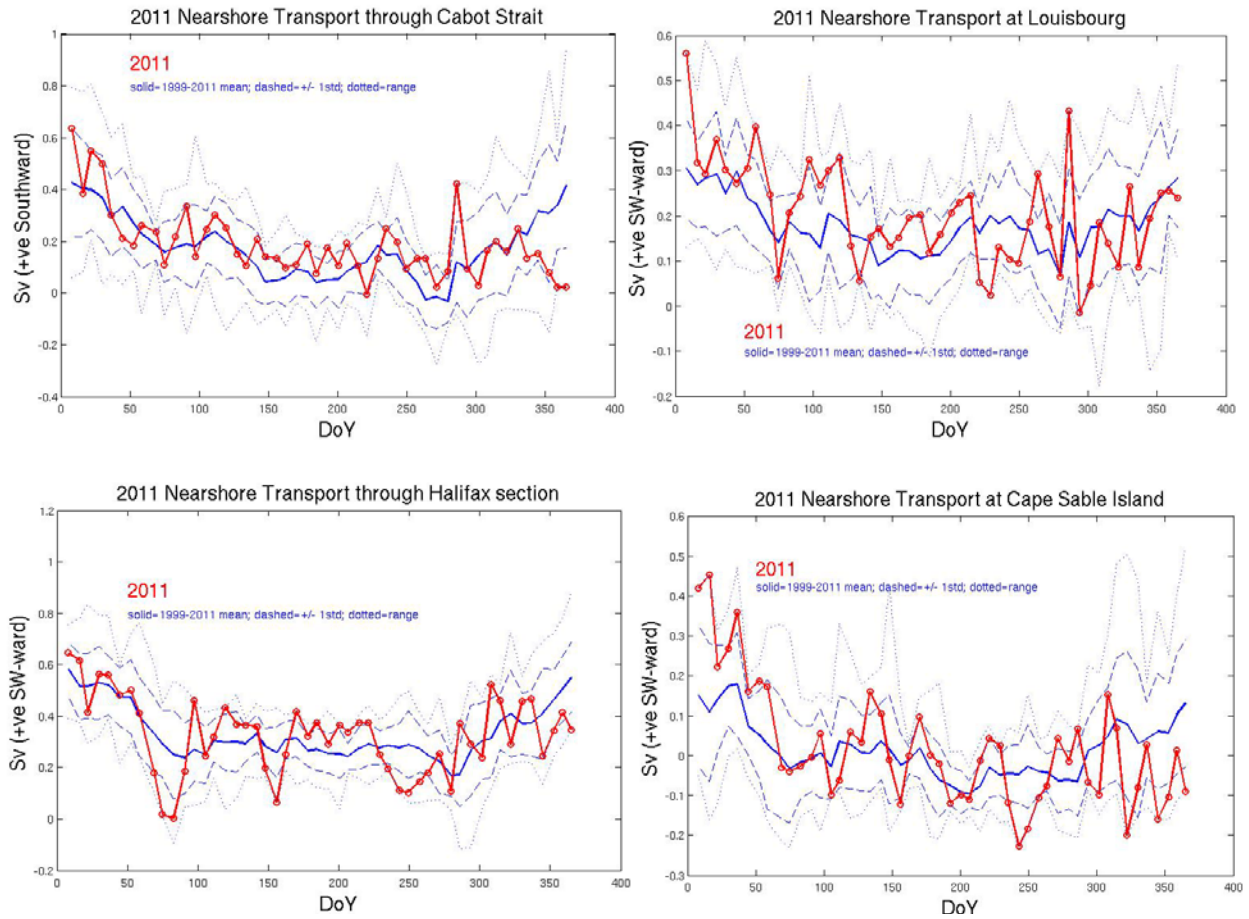 2011 Nearshore Transport through Cabot Strait
1
0.8
0.6
0.4
0.2
0
0.2
-0.4
0 50 100 150 200 250 300 350 400
Sv (+ve Southward)
DoY
2011
solid=1999-2011 mean; dashed=+/- 1std; dotted=range
2011 Nearshore Transport at Louisbourg
0.6
0.5
0.4
0.3
0.2
0.1
0
-0.1
-0.2
0 50 100 150 200 250 300 350 400
Sv (+ve SW-ward)
DoY
2011
solid=1999-2011 mean; dashed=+/- 1std; dotted=range
2011 Nearshore Transport through Halifax section
1.2
1
0.8
0.6
0.4
0.2
0
-0.2
0 50 100 150 200 250 300 350 400
Sv (+ve SW-ward)
DoY
2011
solid=1999-2011 mean; dashed=+/- 1std; dotted=range
2011 Nearshore Transport at Cape Sable Island
0.6
0.5
0.4
0.3
0.2
0.1
0
-0.1
-0.2
-0.3
0 50 100 150 200 250 300 350 400
Sv (+ve SW-ward)
DoY
2011
solid=1999-2011 mean; dashed=+/- 1std; dotted=range